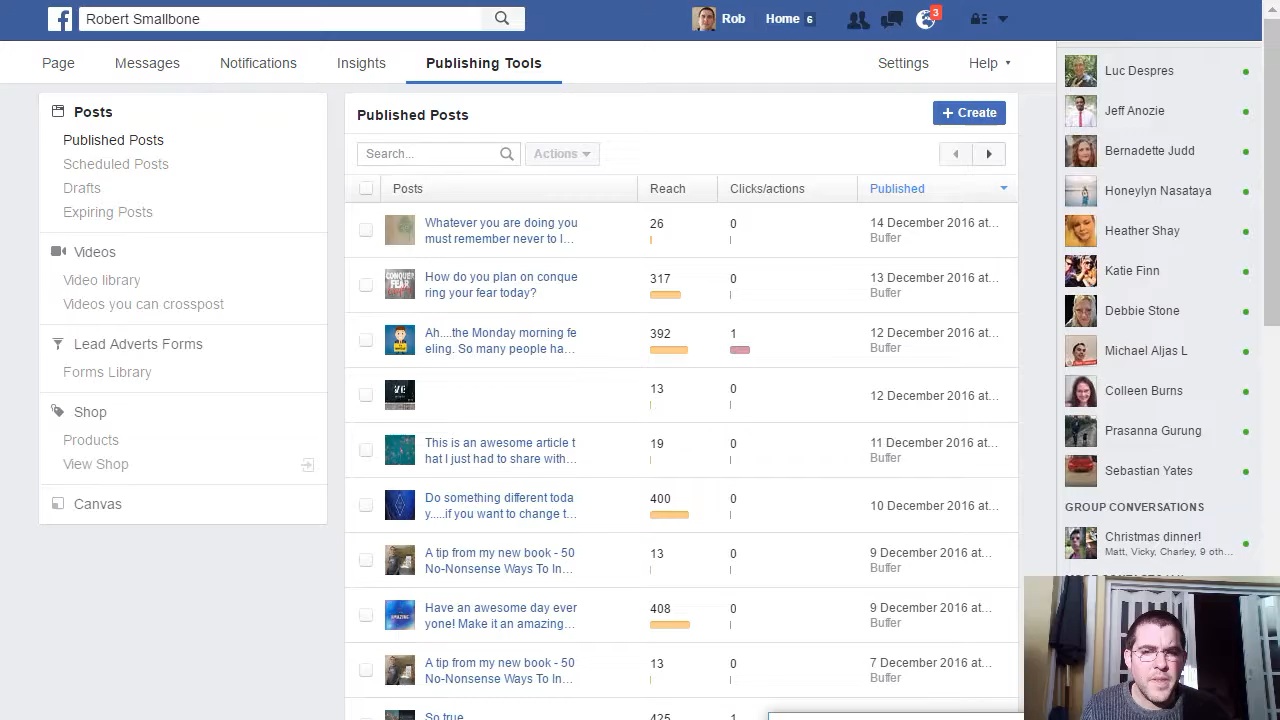 Robert Smallbone
Rob
Home 6
3
Page
Messages
Notifications
Insights
Publishing Tools
Settings
Help
Posts
Published Posts
Scheduled Posts
Drafts
Expiring Posts
Videos
Video library
Videos you can crosspost
Lead Adverts Forms
Forms Library
Shop
Products
View Shop
Canvas
Published Posts
+ Create
Search...
Actions
Posts
Reach
Clicks/actions
Published
Whatever you are doing you
must remember never to l...
26
0
14 December 2016 at...
Buffer
How do you plan on conque
ring your fear today?
317
0
13 December 2016 at...
Buffer
CONQUER
FEAR
Ah....the Monday morning fe
eling. So many people ha...
392
1
12 December 2016 at...
Buffer
13
0
12 December 2016 at...
This is an awesome article t
hat I just had to share with...
19
0
11 December 2016 at...
Buffer
Do something different toda
y.....if you want to change t...
400
0
10 December 2016 at...
A tip from my new book - 50
No-Nonsense Ways To In...
13
0
9 December 2016 at...
Buffer
Have an awesome day ever
yone! Make it an amazing...
408
0
9 December 2016 at...
Buffer
AMAZING
A tip from my new book - 50
No-Nonsense Ways To In...
13
0
7 December 2016 at...
Buffer
So true
425
1
Luc Despres
Jeff Anozie
Bernadette Judd
Honeylyn Nasataya
Heather Shay
Katie Finn
Debbie Stone
Michael Aljas L
Colleen Burns
Prasanna Gurung
Sebastian Yates
GROUP CONVERSATIONS
Christmas dinner!
Matt, Vicky, Charley, 9 oth...